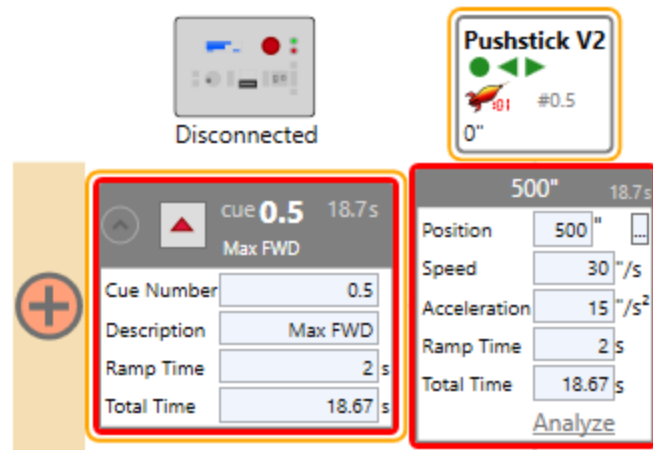 Pushstick V2
:01 #0.5
0"
Disconnected
cue 0.5 18.7s
Max FWD
Cue Number 0.5
Description Max FWD
Ramp Time 2 s
Total Time 18.67 s
500" 18.7s
Position 500 " ...
Speed 30 "/s
Acceleration 15 "/s²
Ramp Time 2 s
Total Time 18.67 s
Analyze